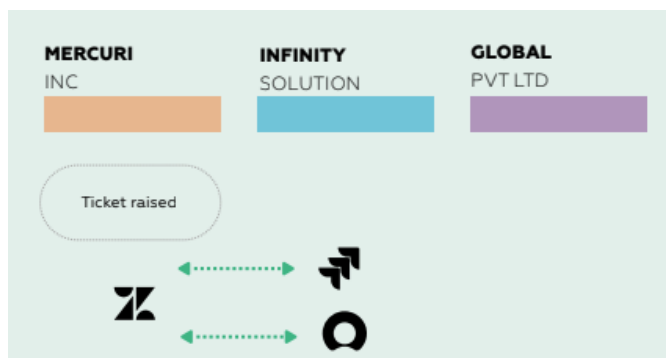 MERCURI
INC
INFINITY
SOLUTION
GLOBAL
PVT LTD
Ticket raised